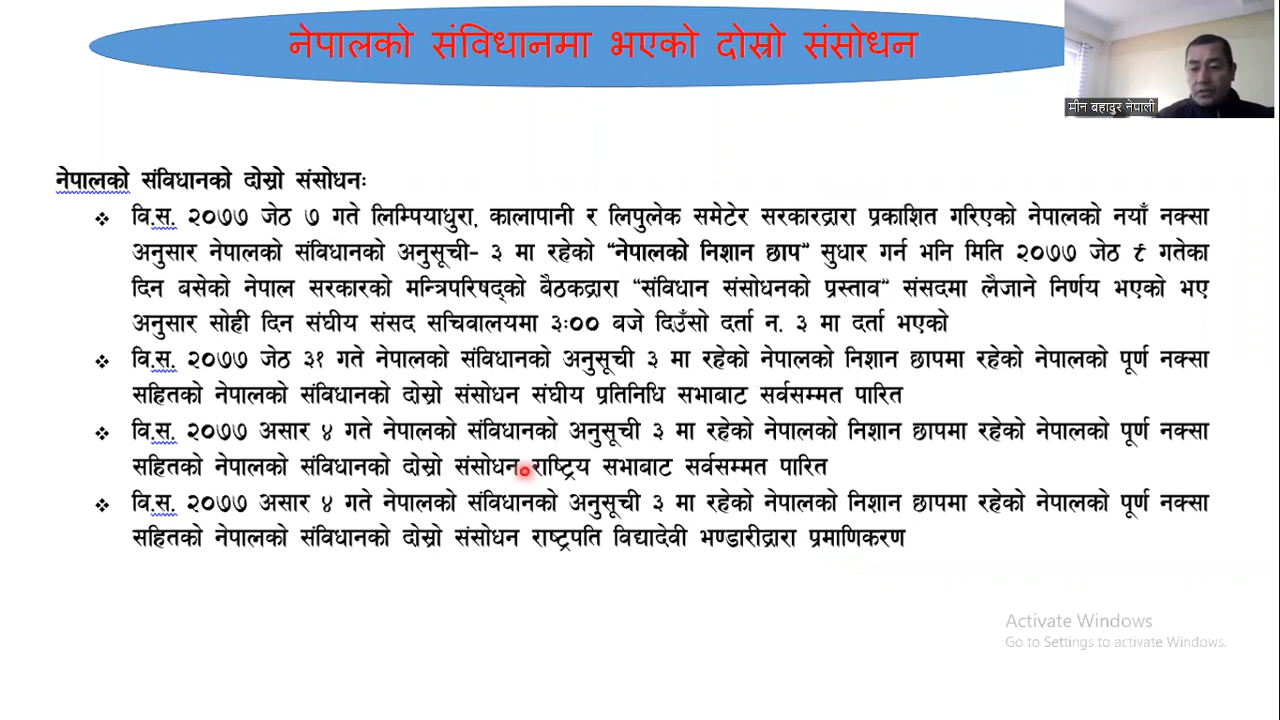 नेपालको संविधानमा भएको दोस्रो संसोधन
मीन बहादुर नेपाली
नेपालको संविधानको दोस्रो संसोधनः
❖ वि.स. २०७७ जेठ ७ गते लिम्पियाधुरा, कालापानी र लिपुलेक समेटेर सरकारद्वारा प्रकाशित गरिएको नेपालको नयाँ नक्सा
अनुसार नेपालको संविधानको अनुसूची- ३ मा रहेको "नेपालको निशान छाप" सुधार गर्न भनि मिति २०७७ जेठ ९ गतेका
दिन बसेको नेपाल सरकारको मन्त्रिपरिषद्को बैठकद्वारा "संविधान संसोधनको प्रस्ताव" संसदमा लैजाने निर्णय भएको भए
अनुसार सोही दिन संघीय संसद सचिवालयमा ३:०० बजे दिउँसो दर्ता न. ३ मा दर्ता भएको
❖ वि.स. २०७७ जेठ ३१ गते नेपालको संविधानको अनुसूची ३ मा रहेको नेपालको निशान छापमा रहेको नेपालको पूर्ण नक्सा
सहितको नेपालको संविधानको दोस्रो संसोधन संघीय प्रतिनिधि सभाबाट सर्वसम्मत पारित
❖ वि.स. २०७७ असार ४ गते नेपालको संविधानको अनुसूची ३ मा रहेको नेपालको निशान छापमा रहेको नेपालको पूर्ण नक्सा
सहितको नेपालको संविधानको दोस्रो संसोधन राष्ट्रिय सभाबाट सर्वसम्मत पारित
❖ वि.स. २०७७ असार ४ गते नेपालको संविधानको अनुसूची ३ मा रहेको नेपालको निशान छापमा रहेको नेपालको पूर्ण नक्सा
सहितको नेपालको संविधानको दोस्रो संसोधन राष्ट्रपति विद्यादेवी भण्डारीद्वारा प्रमाणिकरण
Activate Windows
Go to Settings to activate Windows.